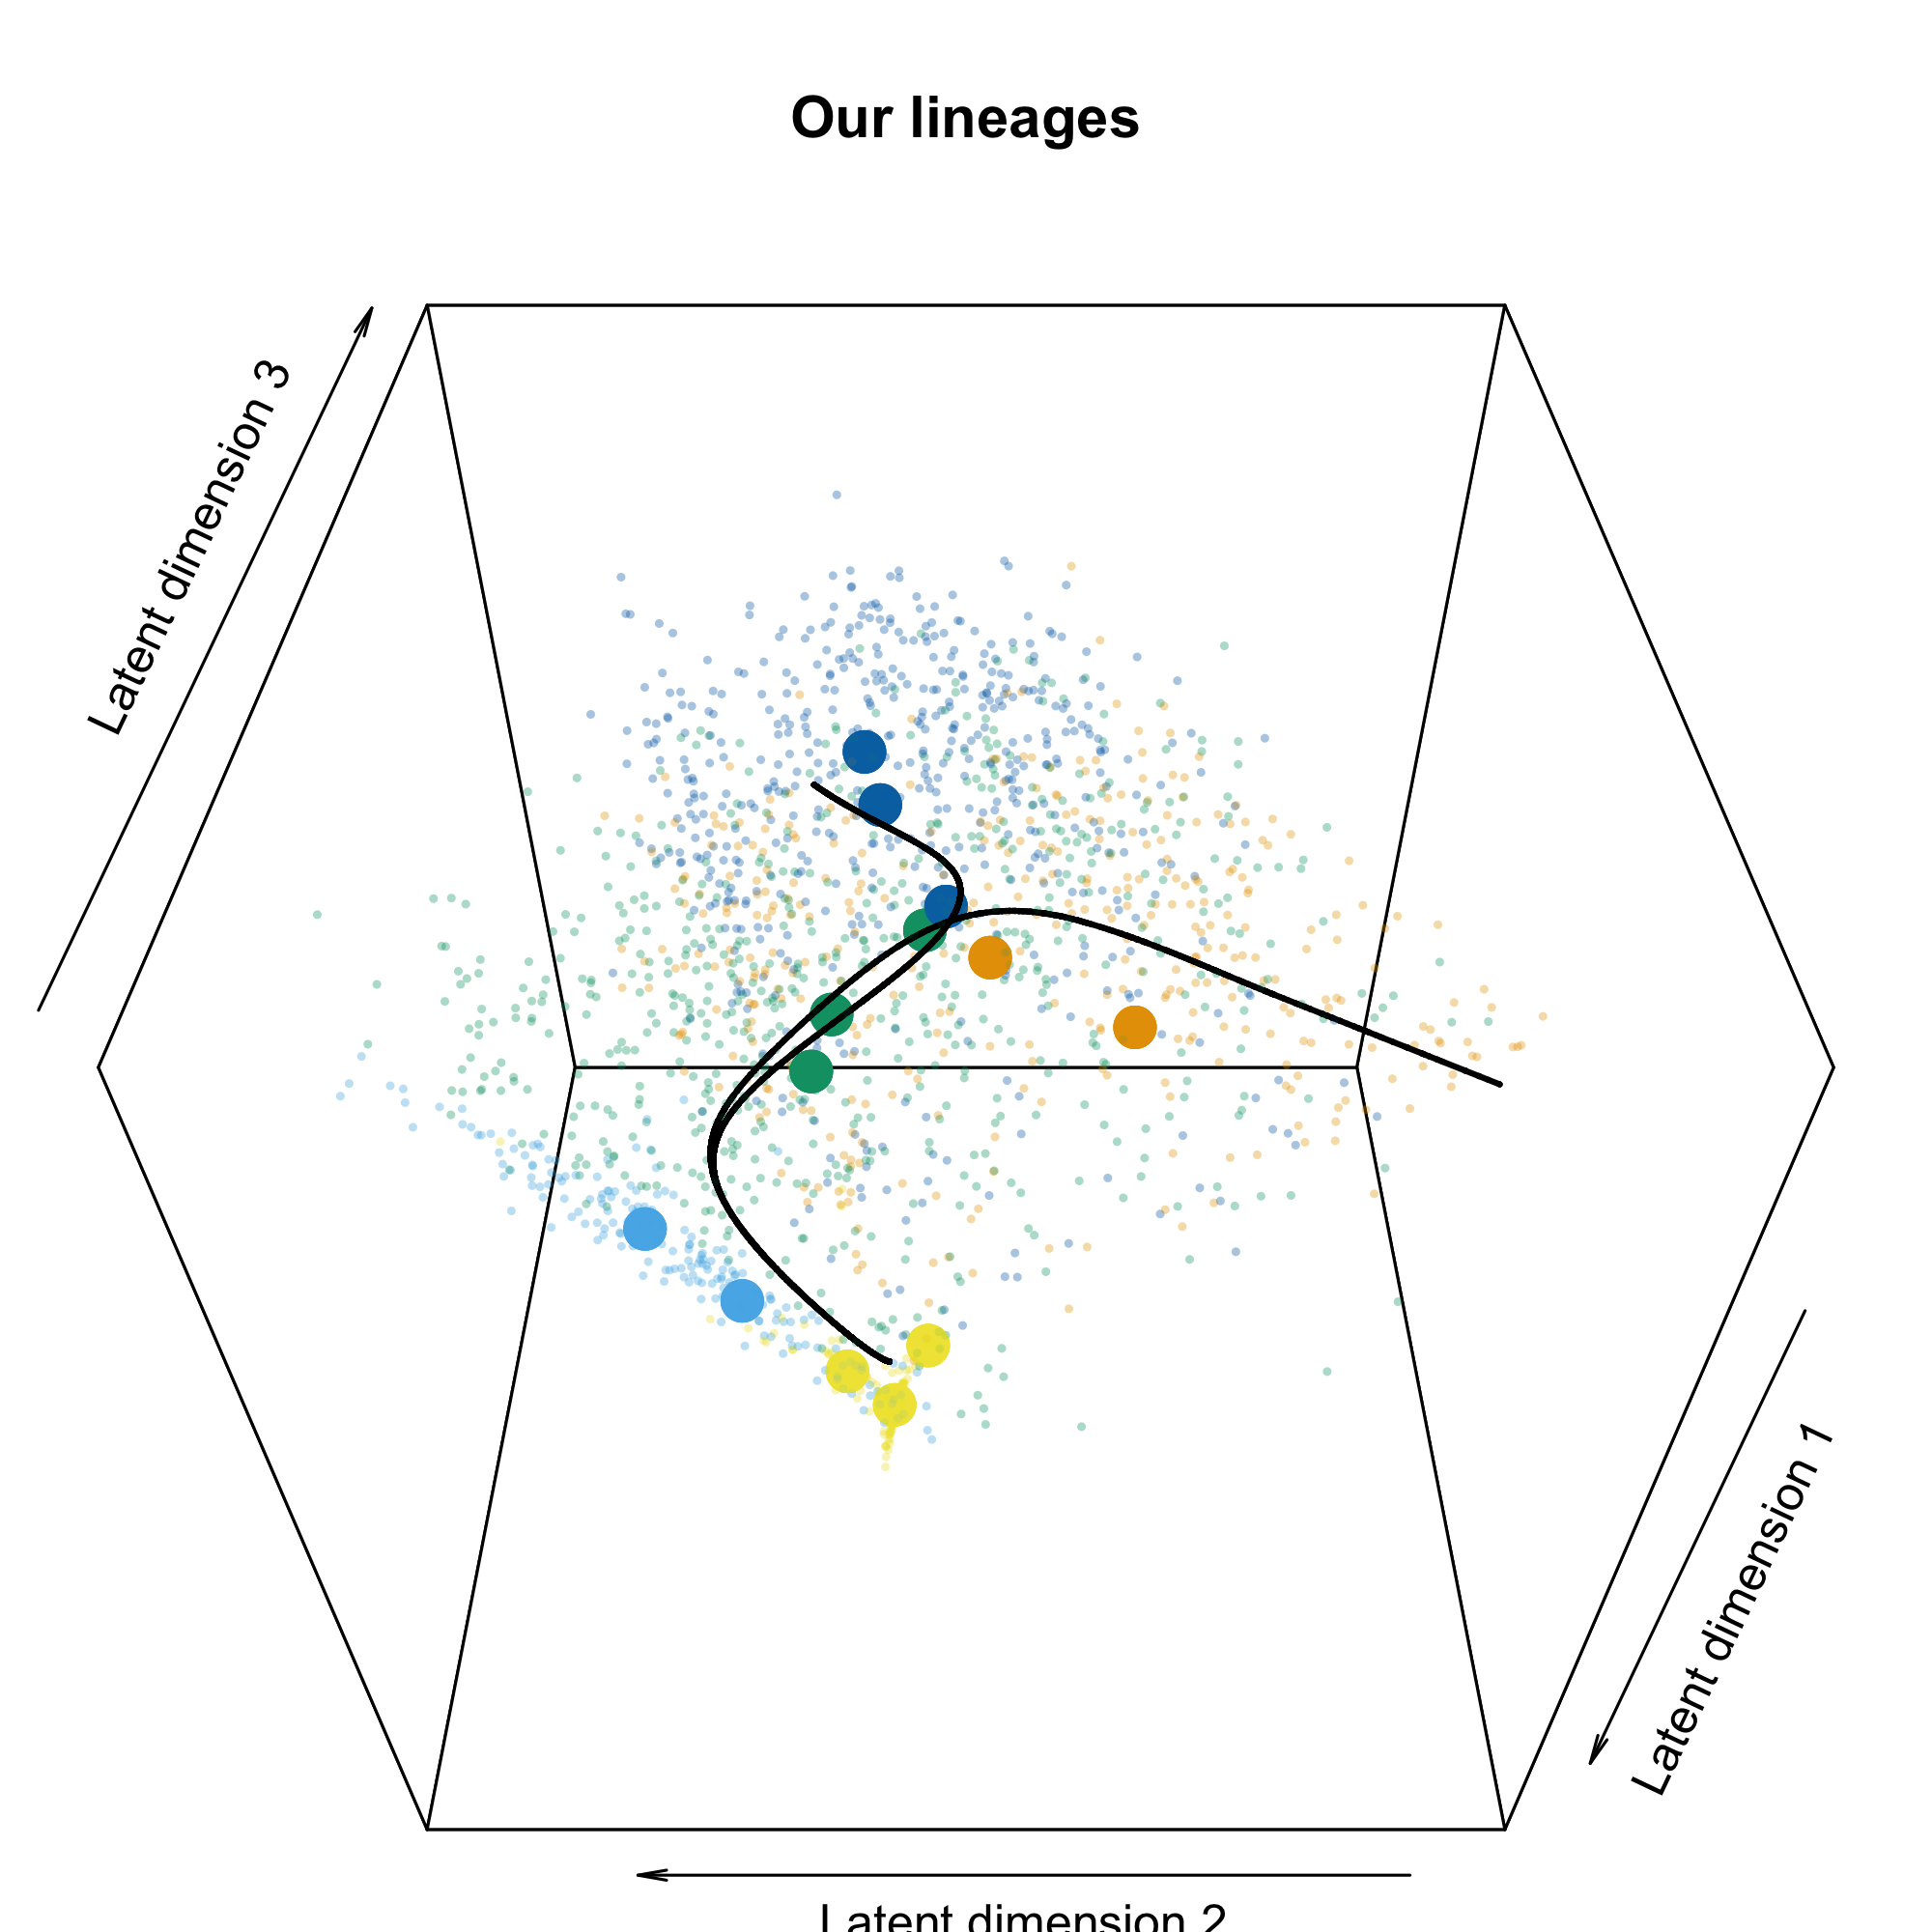 Our lineages
Latent dimension 3
Latent dimension 1
Latent dimension 2